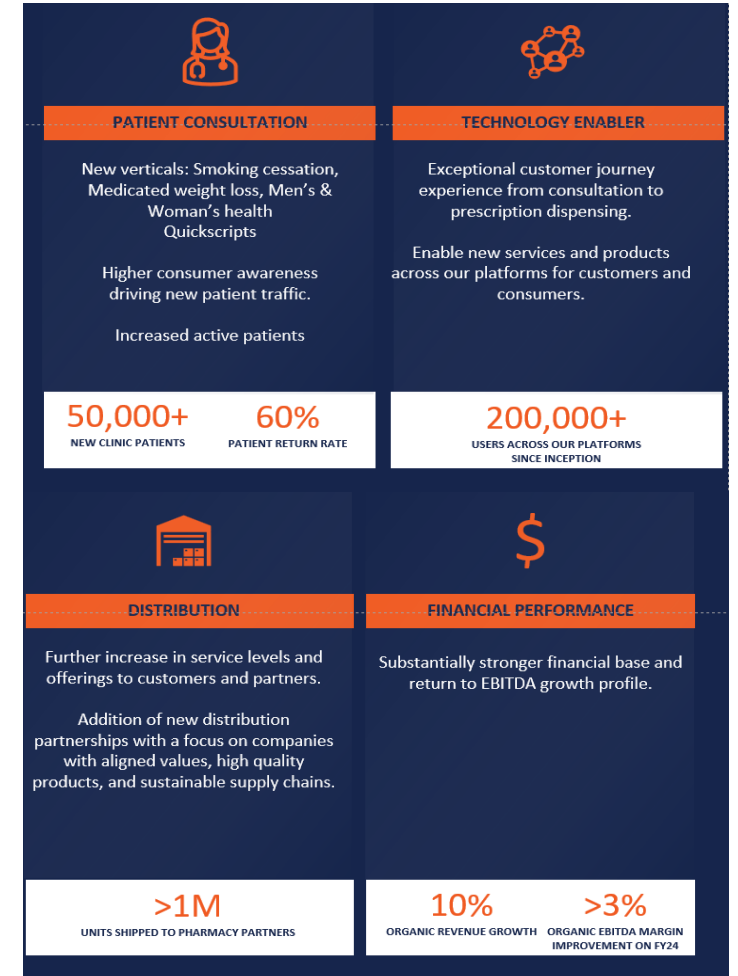 PATIENT CONSULTATION
New verticals: Smoking cessation,
Medicated weight loss, Men's &
Woman's health
Quickscripts
Higher consumer awareness
driving new patient traffic.
Increased active patients
50,000+
NEW CLINIC PATIENTS
60%
PATIENT RETURN RATE
TECHNOLOGY ENABLER
Exceptional customer journey
experience from consultation to
prescription dispensing.
Enable new services and products
across our platforms for customers and
consumers.
200,000+
USERS ACROSS OUR PLATFORMS
SINCE INCEPTION
DISTRIBUTION
Further increase in service levels and
offerings to customers and partners.
Addition of new distribution
partnerships with a focus on companies
with aligned values, high quality
products, and sustainable supply chains.
>1M
UNITS SHIPPED TO PHARMACY PARTNERS
FINANCIAL PERFORMANCE
Substantially stronger financial base and
return to EBITDA growth profile.
10%
ORGANIC REVENUE GROWTH
>3%
ORGANIC EBITDA MARGIN
IMPROVEMENT ON FY24